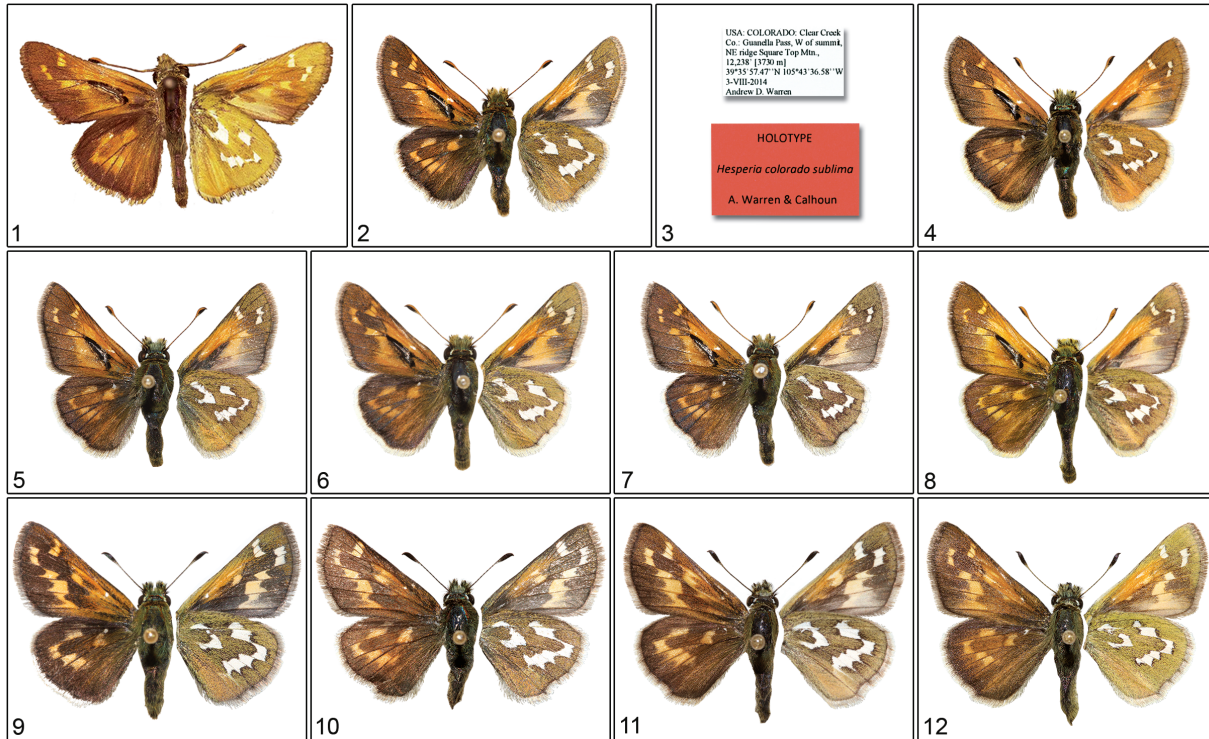 1
2
USA: COLORADO: Clear Creek
Co.: Guanella Pass, W of summit,
NE ridge Square Top Mtn.,
12,238' [3730 m]
39°35'57.47''N 105°43'36.58''W
3-VIII-2014
Andrew D. Warren
HOLOTYPE
Hesperia colorado sublima
A. Warren & Calhoun
3
4
5
6
7
8
9
10
11
12